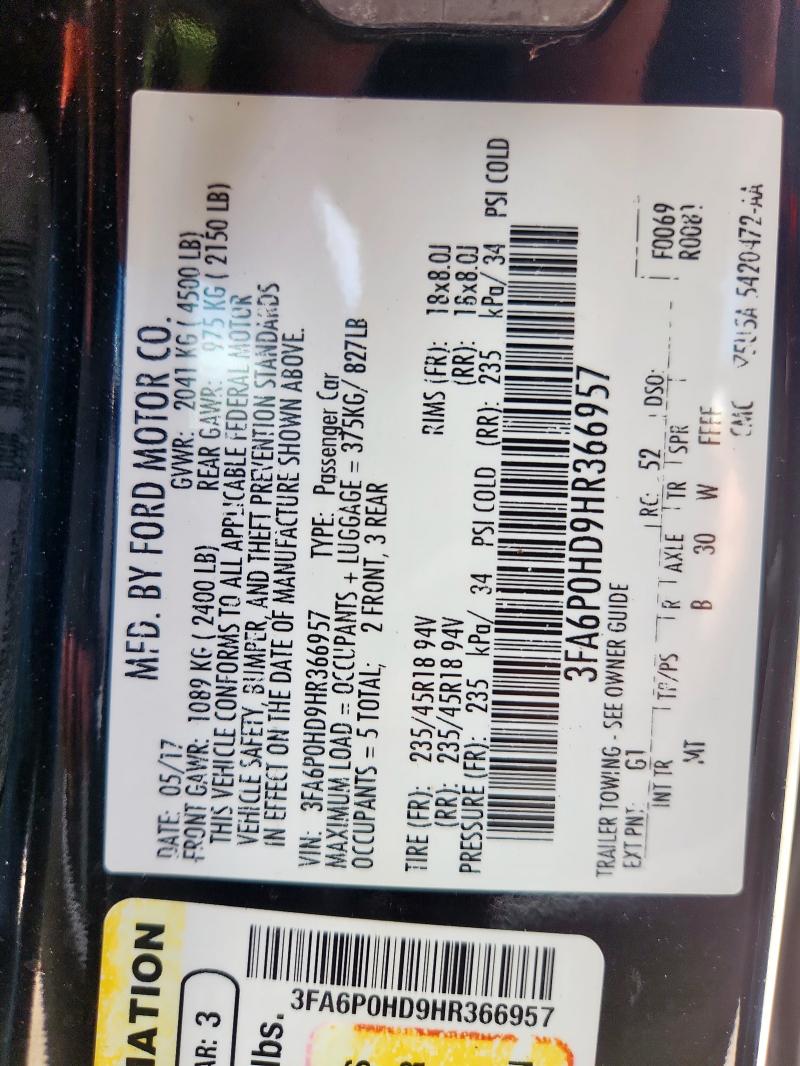 MFD. BY FORD MOTOR CO.
DATE: 05/17 GVWR: 2041 KG ( 4500 LB)
FRONT GAWR: 1089 KG ( 2400 LB) REAR GAWR: 975 KG ( 2150 LB)
THIS VEHICLE CONFORMS TO ALL APPLICABLE FEDERAL MOTOR
VEHICLE SAFETY, BUMPER, AND THEFT PREVENTION STANDARDS
IN EFFECT ON THE DATE OF MANUFACTURE SHOWN ABOVE.
VIN: 3FA6P0HD9HR366957 TYPE: Passenger Car
MAXIMUM LOAD = OCCUPANTS + LUGGAGE = 375KG/ 827LB
OCCUPANTS = 5 TOTAL; 2 FRONT, 3 REAR
TIRE (FR): 235/45R18 94V RIMS (FR): 18x8.0J
(RR): 235/45R18 94V (RR): 18x8.0J
PRESSURE (FR): 235 kPa/ 34 PSI COLD (RR): 235 kPa/ 34 PSI COLD
3FA6P0HD9HR366957
TRAILER TOWING - SEE OWNER GUIDE
EXT PNT: G1 RC: 52 DSO: F0069
INT TR TP/PS R AXLE TR SPR R0081
MT B 30 W FFFF
CMC 5420472-AA
MATION
AR: 3
lbs.
3FA6P0HD9HR366957